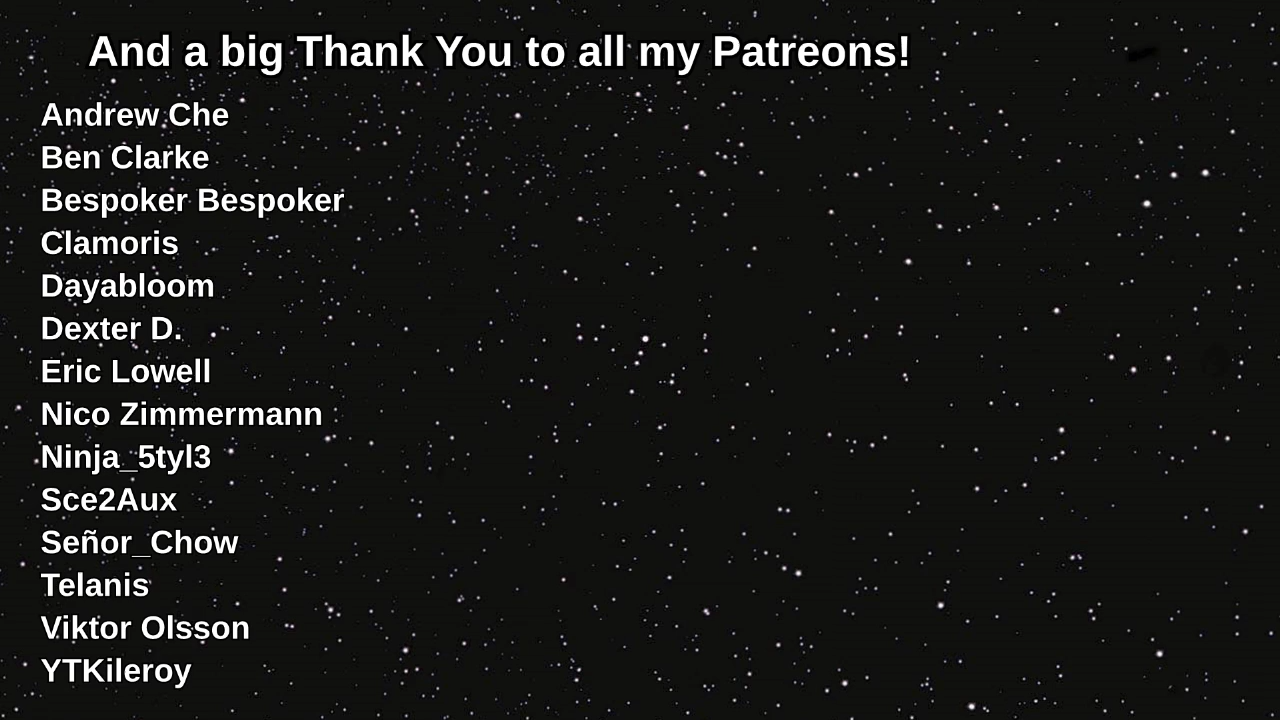 And a big Thank You to all my Patreons!
Andrew Che
Ben Clarke
Bespoker Bespoker
Clamoris
Dayabloom
Dexter D.
Eric Lowell
Nico Zimmermann
Ninja_5tyl3
Sce2Aux
Señor_Chow
Telanis
Viktor Olsson
YTKileroy